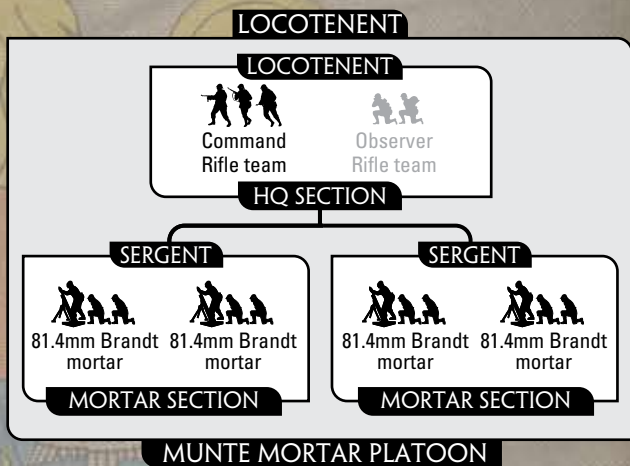 LOCOTENENT
LOCOTENENT
Command
Rifle team
Observer
Rifle team
HQ SECTION
SERGENT
81.4mm Brandt
mortar
81.4mm Brandt
mortar
MORTAR SECTION
SERGENT
81.4mm Brandt
mortar
81.4mm Brandt
mortar
MORTAR SECTION
MUNTE MORTAR PLATOON